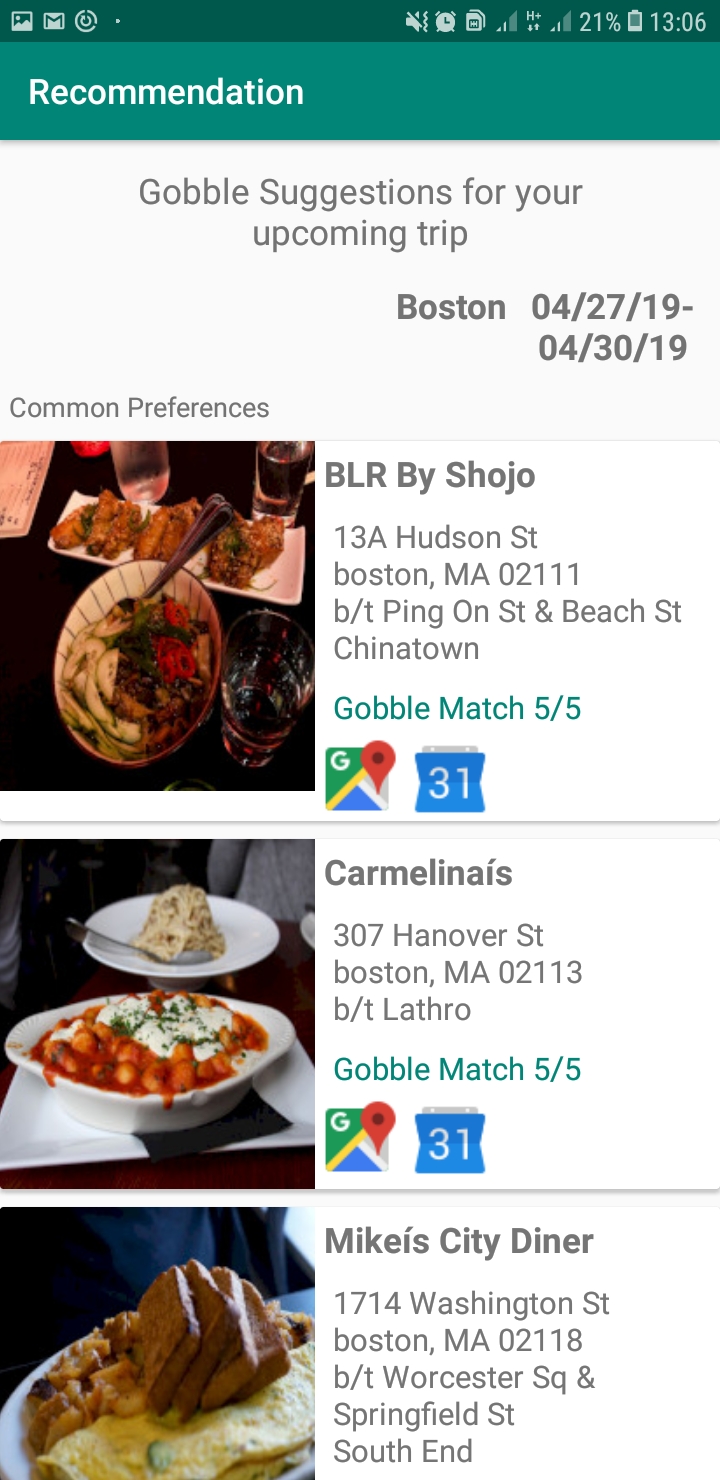 21% 13:06
Recommendation
Gobble Suggestions for your
upcoming trip
Boston 04/27/19-
04/30/19
Common Preferences
BLR By Shojo
13A Hudson St
boston, MA 02111
b/t Ping On St & Beach St
Chinatown
Gobble Match 5/5
G 31
Carmelinaís
307 Hanover St
boston, MA 02113
b/t Lathro
Gobble Match 5/5
G 31
Mikeís City Diner
1714 Washington St
boston, MA 02118
b/t Worcester Sq &
Springfield St
South End